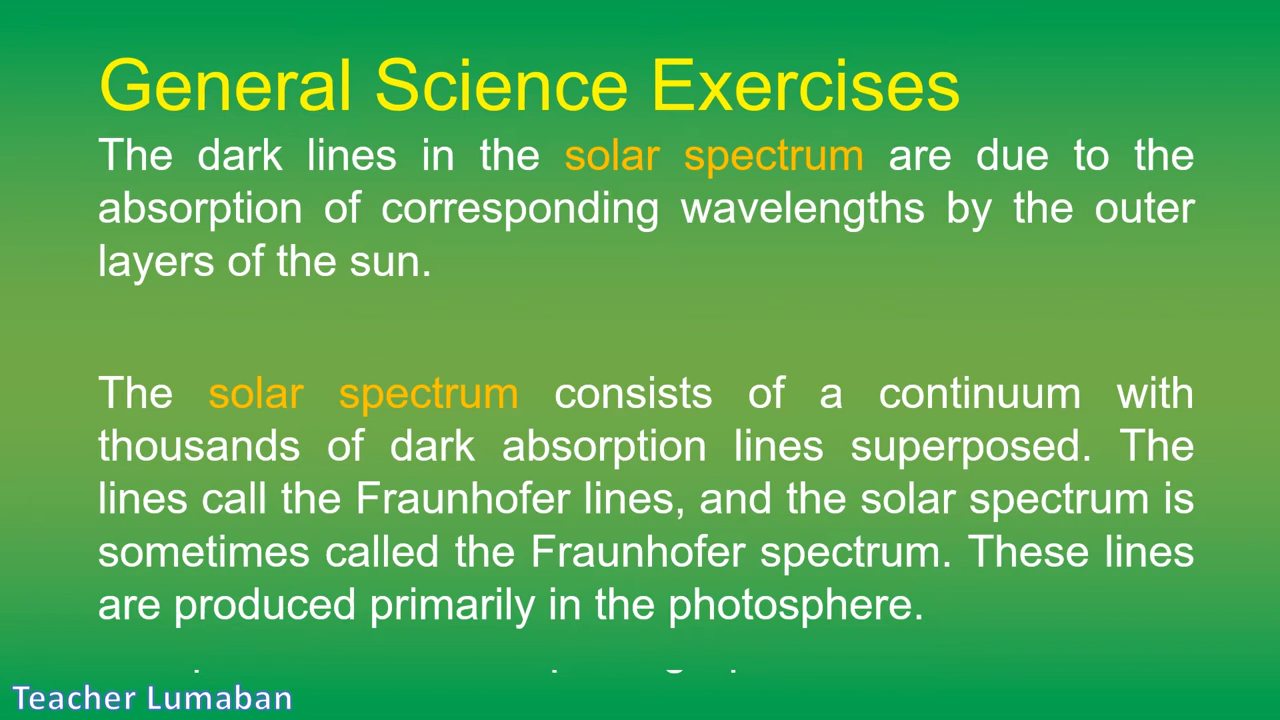 General Science Exercises
The dark lines in the solar spectrum are due to the
absorption of corresponding wavelengths by the outer
layers of the sun.
The solar spectrum consists of a continuum with
thousands of dark absorption lines superposed. The
lines call the Fraunhofer lines, and the solar spectrum is
sometimes called the Fraunhofer spectrum. These lines
are produced primarily in the photosphere.
Teacher Lumaban